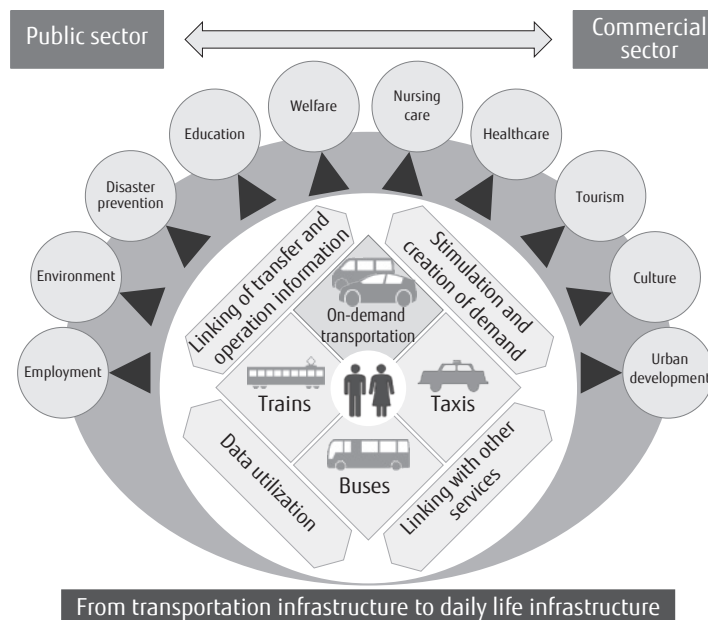 Public sector
Commercial
sector
Welfare
Nursing
care
Education
Healthcare
Disaster
prevention
Tourism
Environment
Culture
Employment
Urban
development
Linking of transfer and
operation information
Stimulation and
creation of demand
On-demand
transportation
Trains
Taxis
Buses
Data utilization
Linking with other
services
From transportation infrastructure to daily life infrastructure